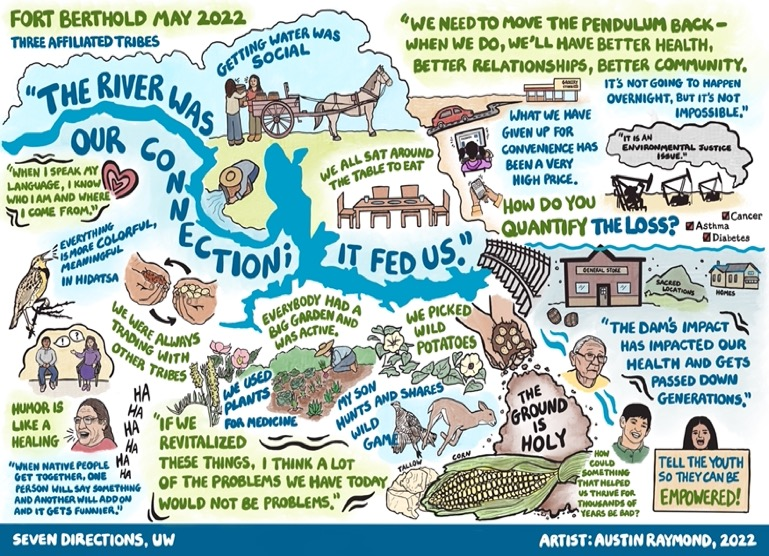 FORT BERTHOLD MAY 2022
THREE AFFILIATED TRIBES
GETTING WATER WAS
SOCIAL
"WE NEED TO MOVE THE PENDULUM BACK -
WHEN WE DO, WE'LL HAVE BETTER HEALTH,
BETTER RELATIONSHIPS, BETTER COMMUNITY.
IT'S NOT GOING TO HAPPEN
OVERNIGHT, BUT IT'S NOT
IMPOSSIBLE."
"THE RIVER WAS
OUR CONNECTION;
IT FED US."
GROCERY
WHAT WE HAVE
GIVEN UP FOR
CONVENIENCE HAS
BEEN A VERY
HIGH PRICE.
"IT IS AN
ENVIRONMENTAL JUSTICE
ISSUE."
"WHEN I SPEAK MY
LANGUAGE, I KNOW
WHO I AM AND WHERE
I COME FROM."
WE ALL SAT AROUND
THE TABLE TO EAT
HOW DO YOU
QUANTIFY THE LOSS?
Cancer
Asthma
Diabetes
EVERYTHING
IS MORE COLORFUL,
MEANINGFUL
IN HIDATSA
GENERAL STORE
SACRED
LOCATIONS
HOMES
WE WERE ALWAYS
TRADING WITH
OTHER TRIBES
EVERYBODY HAD A
BIG GARDEN AND
WAS ACTIVE.
WE PICKED
WILD
POTATOES
"THE DAM'S IMPACT
HAS IMPACTED OUR
HEALTH AND GETS
PASSED DOWN
GENERATIONS."
WE USED
PLANTS
FOR MEDICINE
MY SON
HUNTS AND SHARES
WILD
GAME
THE
GROUND
IS
HOLY
HUMOR IS
LIKE A
HEALING
HA
HA
HA
HA
HA
HA
"WHEN NATIVE PEOPLE
GET TOGETHER, ONE
PERSON WILL SAY SOMETHING
AND ANOTHER WILL ADD ON
AND IT GETS FUNNIER."
"IF WE
REVITALIZED
THESE THINGS, I THINK A LOT
OF THE PROBLEMS WE HAVE TODAY
WOULD NOT BE PROBLEMS."
TALLOW
CORN
HOW
COULD
SOMETHING
THAT HELPED
US THRIVE FOR
THOUSANDS OF
YEARS BE BAD?
TELL THE YOUTH
SO THEY CAN BE
EMPOWERED!
SEVEN DIRECTIONS, UW
ARTIST: AUSTIN RAYMOND, 2022